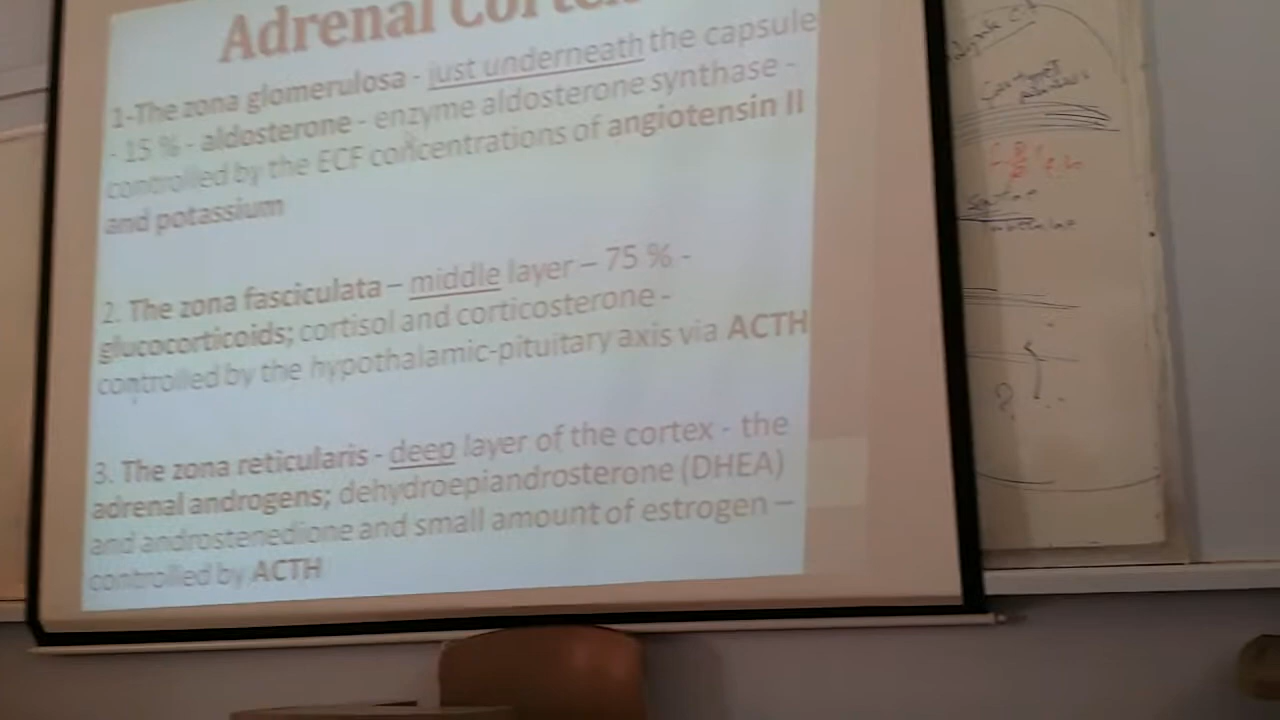 Adrenal Cortex
1-The zona glomerulosa - just underneath the capsule
- 15 % - aldosterone - enzyme aldosterone synthase -
controlled by the ECF concentrations of angiotensin II
and potassium
2. The zona fasciculata – middle layer – 75 % -
glucocorticoids; cortisol and corticosterone -
controlled by the hypothalamic-pituitary axis via ACTH
3. The zona reticularis - deep layer of the cortex - the
adrenal androgens; dehydroepiandrosterone (DHEA)
and androstenedione and small amount of estrogen –
controlled by ACTH